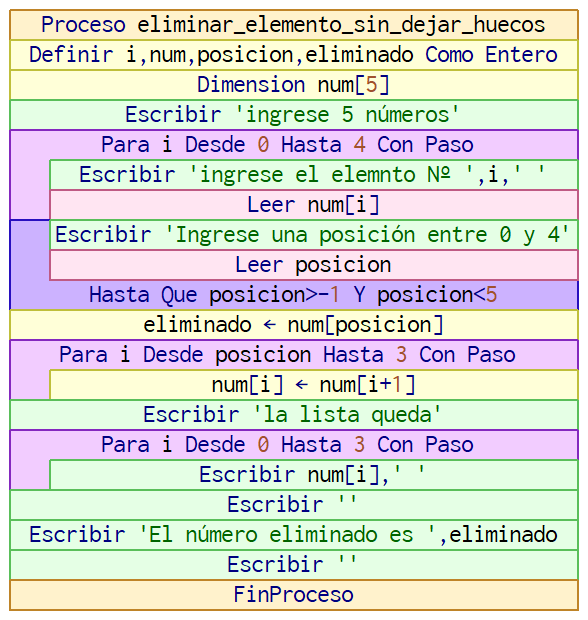 Proceso eliminar_elemento_sin_dejar_huecos
Definir i,num,posicion,eliminado Como Entero
Dimension num[5]
Escribir 'ingrese 5 números'
Para i Desde 0 Hasta 4 Con Paso
Escribir 'ingrese el elemnto Nº ',i,' '
Leer num[i]
Escribir 'Ingrese una posición entre 0 y 4'
Leer posicion
Hasta Que posicion>-1 Y posicion<5
eliminado ← num[posicion]
Para i Desde posicion Hasta 3 Con Paso
num[i] ← num[i+1]
Escribir 'la lista queda'
Para i Desde 0 Hasta 3 Con Paso
Escribir num[i],' '
Escribir ''
Escribir 'El número eliminado es ',eliminado
Escribir ''
FinProceso